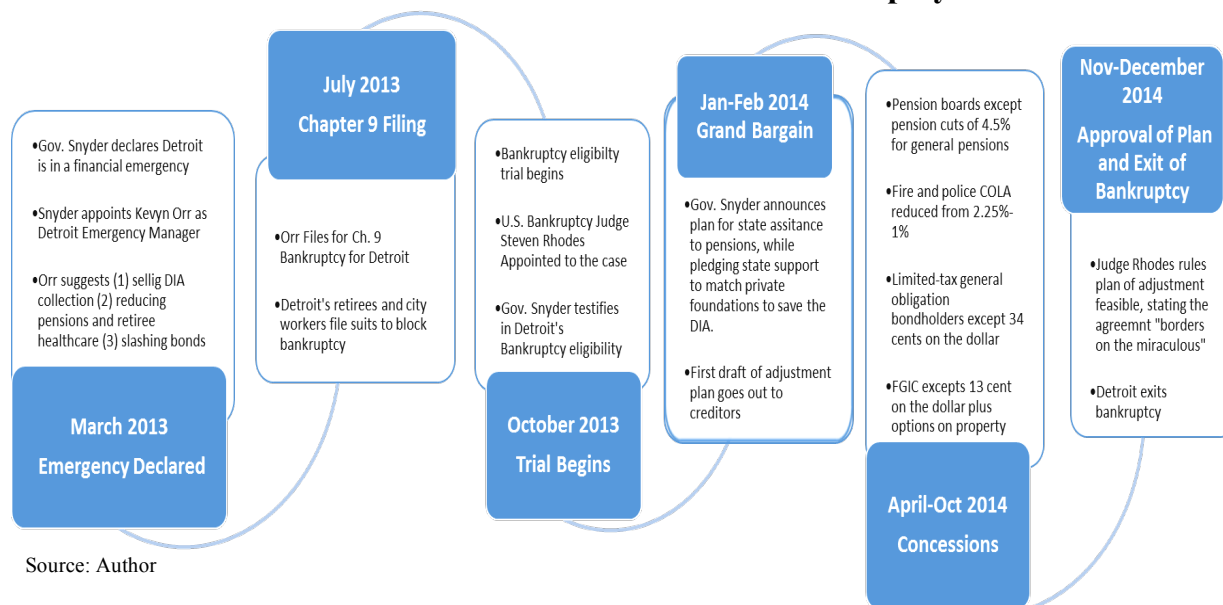 March 2013
Emergency Declared
•Gov. Snyder declares Detroit
is in a financial emergency
•Snyder appoints Kevyn Orr as
Detroit Emergency Manager
•Orr suggests (1) sellig DIA
collection (2) reducing
pensions and retiree
healthcare (3) slashing bonds
July 2013
Chapter 9 Filing
•Orr Files for Ch. 9
Bankruptcy for Detroit
•Detroit's retirees and city
workers file suits to block
bankruptcy
October 2013
Trial Begins
•Bankruptcy eligibilty
trial begins
•U.S. Bankruptcy Judge
Steven Rhodes
Appointed to the case
•Gov. Snyder testifies
in Detroit's
Bankruptcy eligibility
Jan-Feb 2014
Grand Bargain
•Gov. Snyder announces
plan for state assitance
to pensions, while
pledging state support
to match private
foundations to save the
DIA.
•First draft of adjustment
plan goes out to
creditors
April-Oct 2014
Concessions
•Pension boards except
pension cuts of 4.5%
for general pensions
•Fire and police COLA
reduced from 2.25%-
1%
•Limited-tax general
obligation
bondholders except 34
cents on the dollar
•FGIC excepts 13 cent
on the dollar plus
options on property
Nov-December
2014
Approval of Plan
and Exit of
Bankruptcy
•Judge Rhodes rules
plan of adjustment
feasible, stating the
agreemnt "borders
on the miraculous"
•Detroit exits
bankruptcy
Source: Author